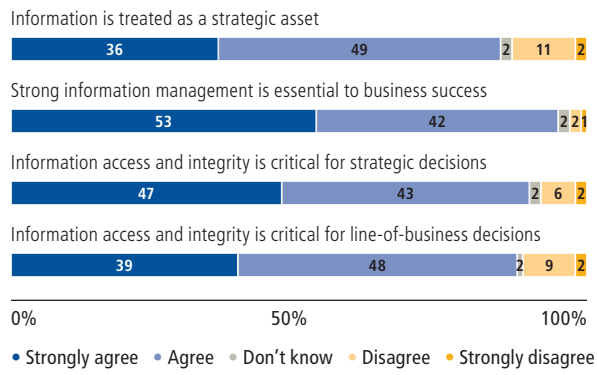 Information is treated as a strategic asset
36 49 2 11 2
Strong information management is essential to business success
53 42 2 2 1
Information access and integrity is critical for strategic decisions
47 43 2 6 2
Information access and integrity is critical for line-of-business decisions
39 48 2 9 2
0% 50% 100%
• Strongly agree • Agree • Don't know • Disagree • Strongly disagree